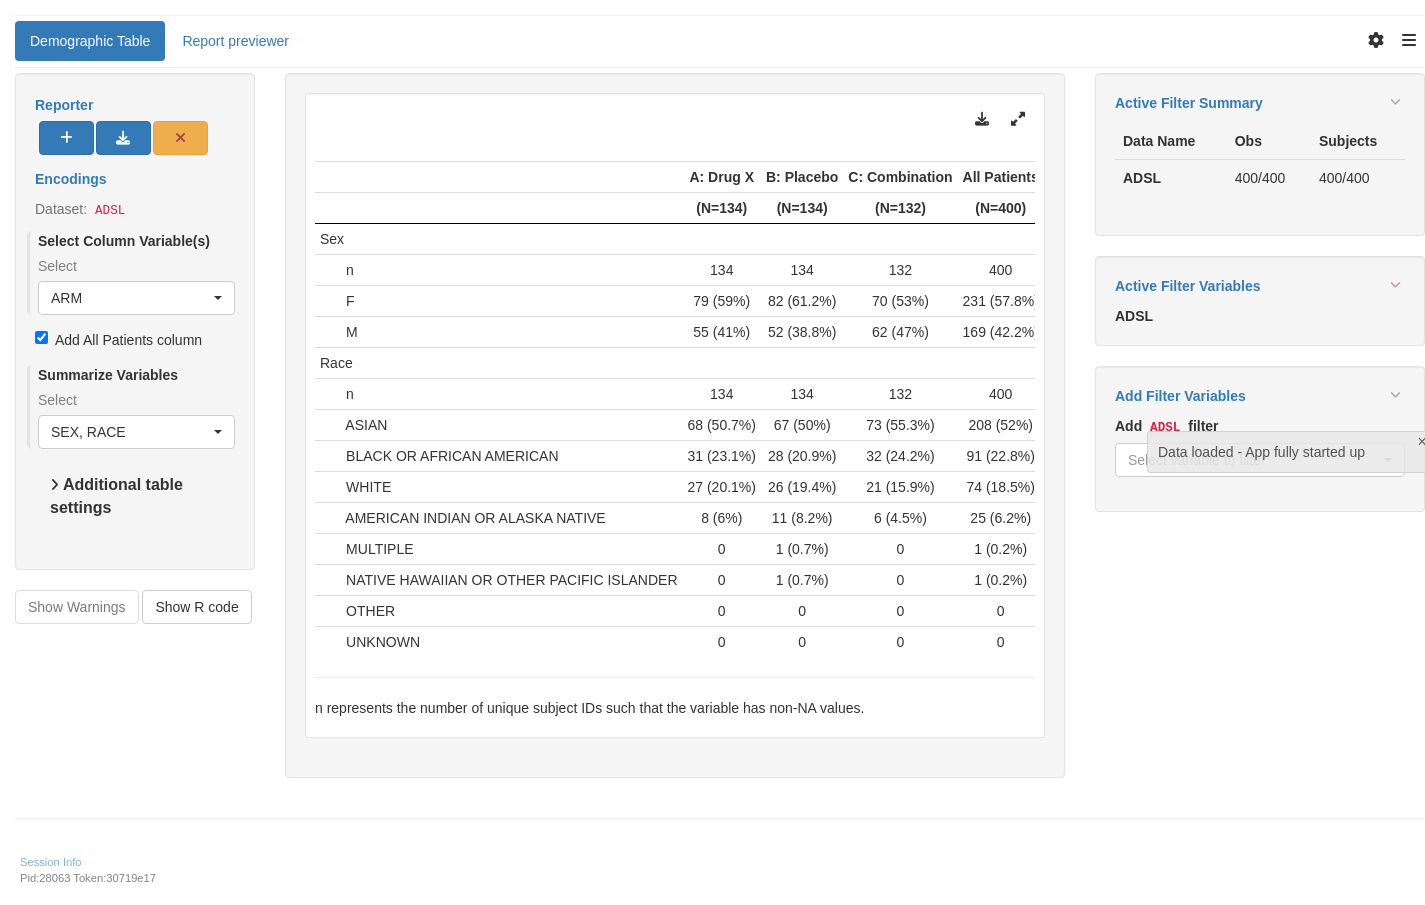 Demographic Table Report previewer
Reporter
Encodings
Dataset: ADSL
Select Column Variable(s)
Select
ARM
Add All Patients column
Summarize Variables
Select
SEX, RACE
Additional table
settings
Show Warnings Show R code
A: Drug X B: Placebo C: Combination All Patients
(N=134) (N=134) (N=132) (N=400)
Sex
n 134 134 132 400
F 79 (59%) 82 (61.2%) 70 (53%) 231 (57.8%
M 55 (41%) 52 (38.8%) 62 (47%) 169 (42.2%
Race
n 134 134 132 400
ASIAN 68 (50.7%) 67 (50%) 73 (55.3%) 208 (52%)
BLACK OR AFRICAN AMERICAN 31 (23.1%) 28 (20.9%) 32 (24.2%) 91 (22.8%)
WHITE 27 (20.1%) 26 (19.4%) 21 (15.9%) 74 (18.5%)
AMERICAN INDIAN OR ALASKA NATIVE 8 (6%) 11 (8.2%) 6 (4.5%) 25 (6.2%)
MULTIPLE 0 1 (0.7%) 0 1 (0.2%)
NATIVE HAWAIIAN OR OTHER PACIFIC ISLANDER 0 1 (0.7%) 0 1 (0.2%)
OTHER 0 0 0 0
UNKNOWN 0 0 0 0
n represents the number of unique subject IDs such that the variable has non-NA values.
Active Filter Summary
Data Name Obs Subjects
ADSL 400/400 400/400
Active Filter Variables
ADSL
Add Filter Variables
Add ADSL filter
Select variable to filter
Data loaded - App fully started up ×
Session Info
Pid:28063 Token:30719e17